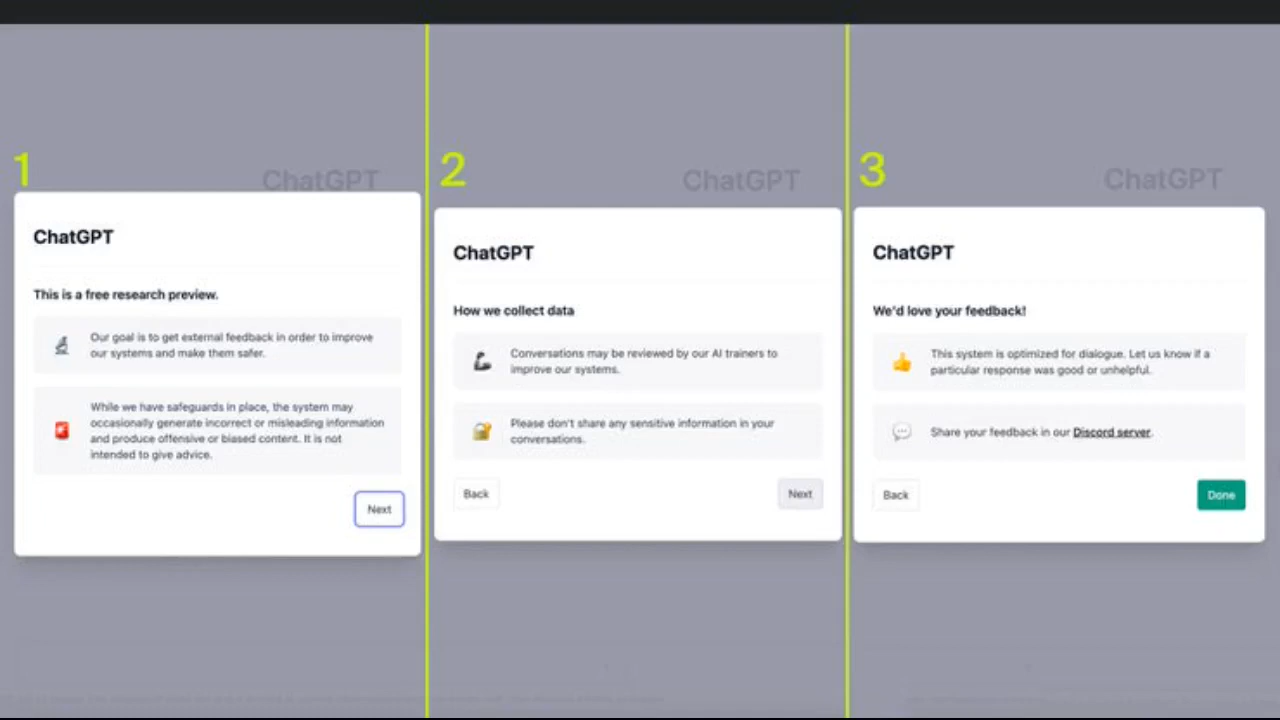 1
ChatGPT
ChatGPT
This is a free research preview.
Our goal is to get external feedback in order to improve
our systems and make them safer.
While we have safeguards in place, the system may
occasionally generate incorrect or misleading information
and produce offensive or biased content. It is not
intended to give advice.
Next
2
ChatGPT
ChatGPT
How we collect data
Conversations may be reviewed by our AI trainers to
improve our systems.
Please don't share any sensitive information in your
conversations.
Back
Next
3
ChatGPT
ChatGPT
We'd love your feedback!
This system is optimized for dialogue. Let us know if a
particular response was good or unhelpful.
Share your feedback in our Discord server.
Back
Done